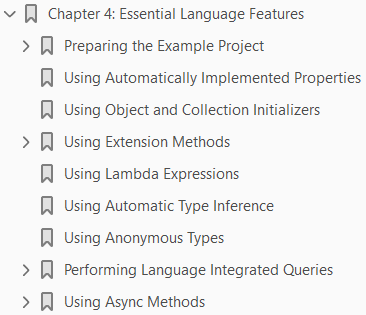 Chapter 4: Essential Language Features
Preparing the Example Project
Using Automatically Implemented Properties
Using Object and Collection Initializers
Using Extension Methods
Using Lambda Expressions
Using Automatic Type Inference
Using Anonymous Types
Performing Language Integrated Queries
Using Async Methods